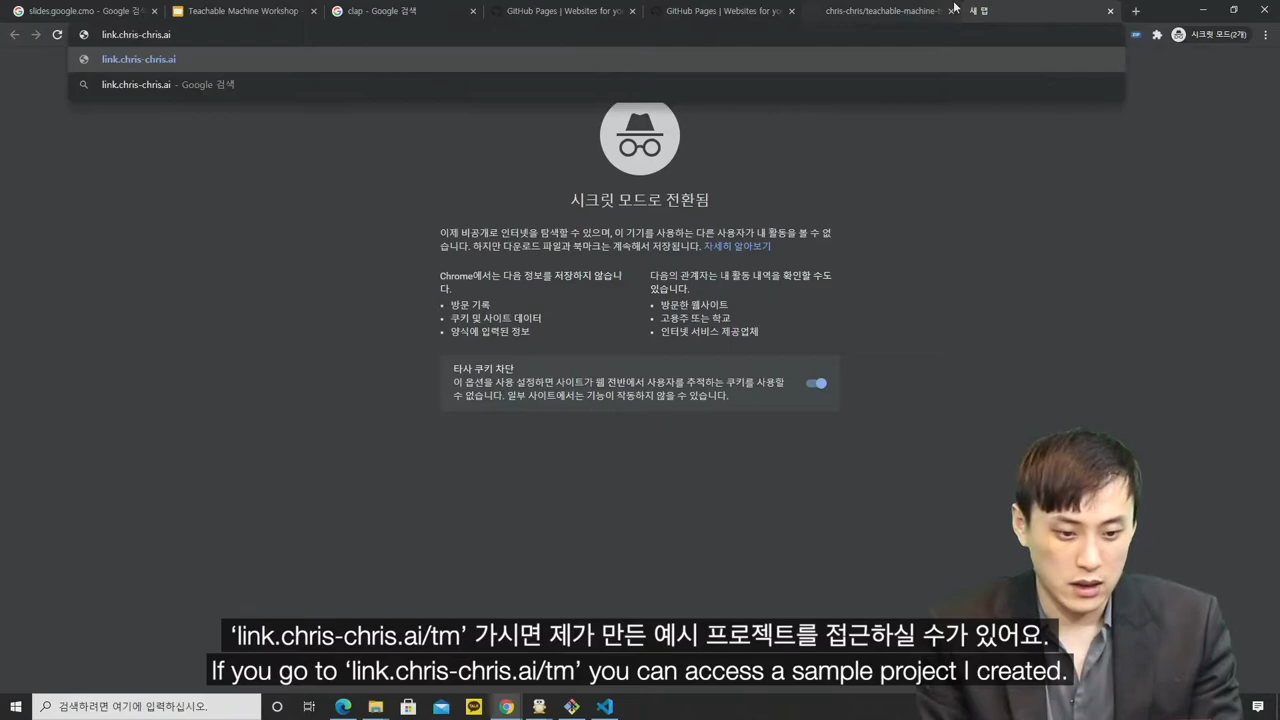 slides.google.cmo - Google 검색
Teachable Machine Workshop -
clap - Google 검색
GitHub Pages | Websites for you
GitHub Pages | Websites for you
chris-chris/teachable-machine-t
새 탭
link.chris-chris.ai
시크릿 모드(2개)
link.chris-chris.ai
link.chris-chris.ai - Google 검색
시크릿 모드로 전환됨
이제 비공개로 인터넷을 탐색할 수 있으며, 이 기기를 사용하는 다른 사용자가 내 활동을 볼 수 없
습니다. 하지만 다운로드 파일과 북마크는 계속해서 저장됩니다. 자세히 알아보기
Chrome에서는 다음 정보를 저장하지 않습니
다.
• 방문 기록
• 쿠키 및 사이트 데이터
• 양식에 입력된 정보
다음의 관계자는 내 활동 내역을 확인할 수도
있습니다.
• 방문한 웹사이트
• 고용주 또는 학교
• 인터넷 서비스 제공업체
타사 쿠키 차단
이 옵션을 사용 설정하면 사이트가 웹 전반에서 사용자를 추적하는 쿠키를 사용할
수 없습니다. 일부 사이트에서는 기능이 작동하지 않을 수 있습니다.
‘link.chris-chris.ai/tm’ 가시면 제가 만든 예시 프로젝트를 접근하실 수가 있어요.
If you go to ‘link.chris-chris.ai/tm’ you can access a sample project I created.
검색하려면 여기에 입력하십시오.
TALK